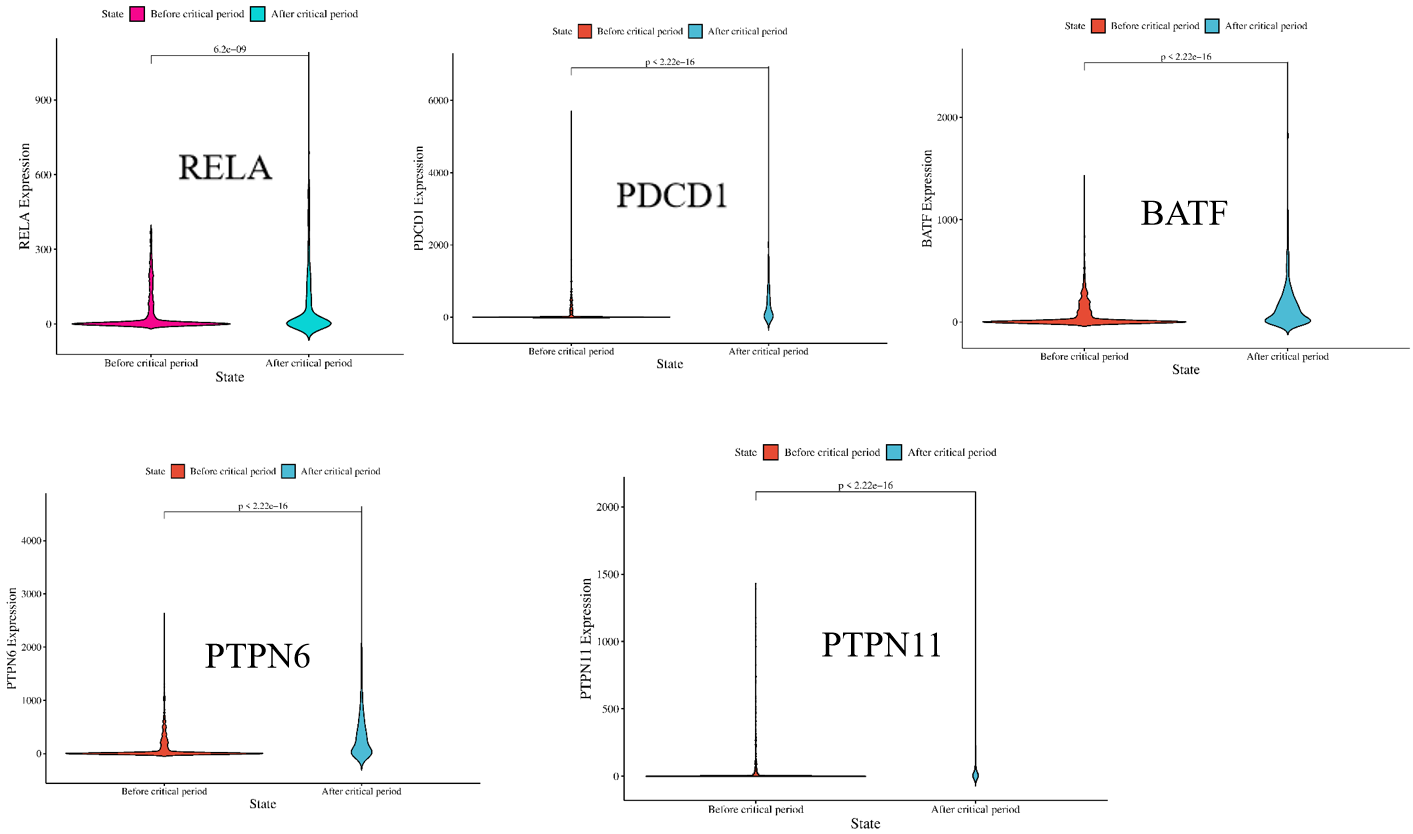 State Before critical period After critical period
6.2e−09
900
600
300
0
RELA Expression
RELA
Before critical period After critical period
State
State Before critical period After critical period
p < 2.22e−16
6000
4000
2000
0
PDCD1 Expression
PDCD1
Before critical period After critical period
State
State Before critical period After critical period
p < 2.22e−16
2000
1000
0
BATF Expression
BATF
Before critical period After critical period
State
State Before critical period After critical period
p < 2.22e−16
4000
3000
2000
1000
0
PTPN6 Expression
PTPN6
Before critical period After critical period
State
State Before critical period After critical period
p < 2.22e−16
2000
1500
1000
500
0
PTPN11 Expression
PTPN11
Before critical period After critical period
State